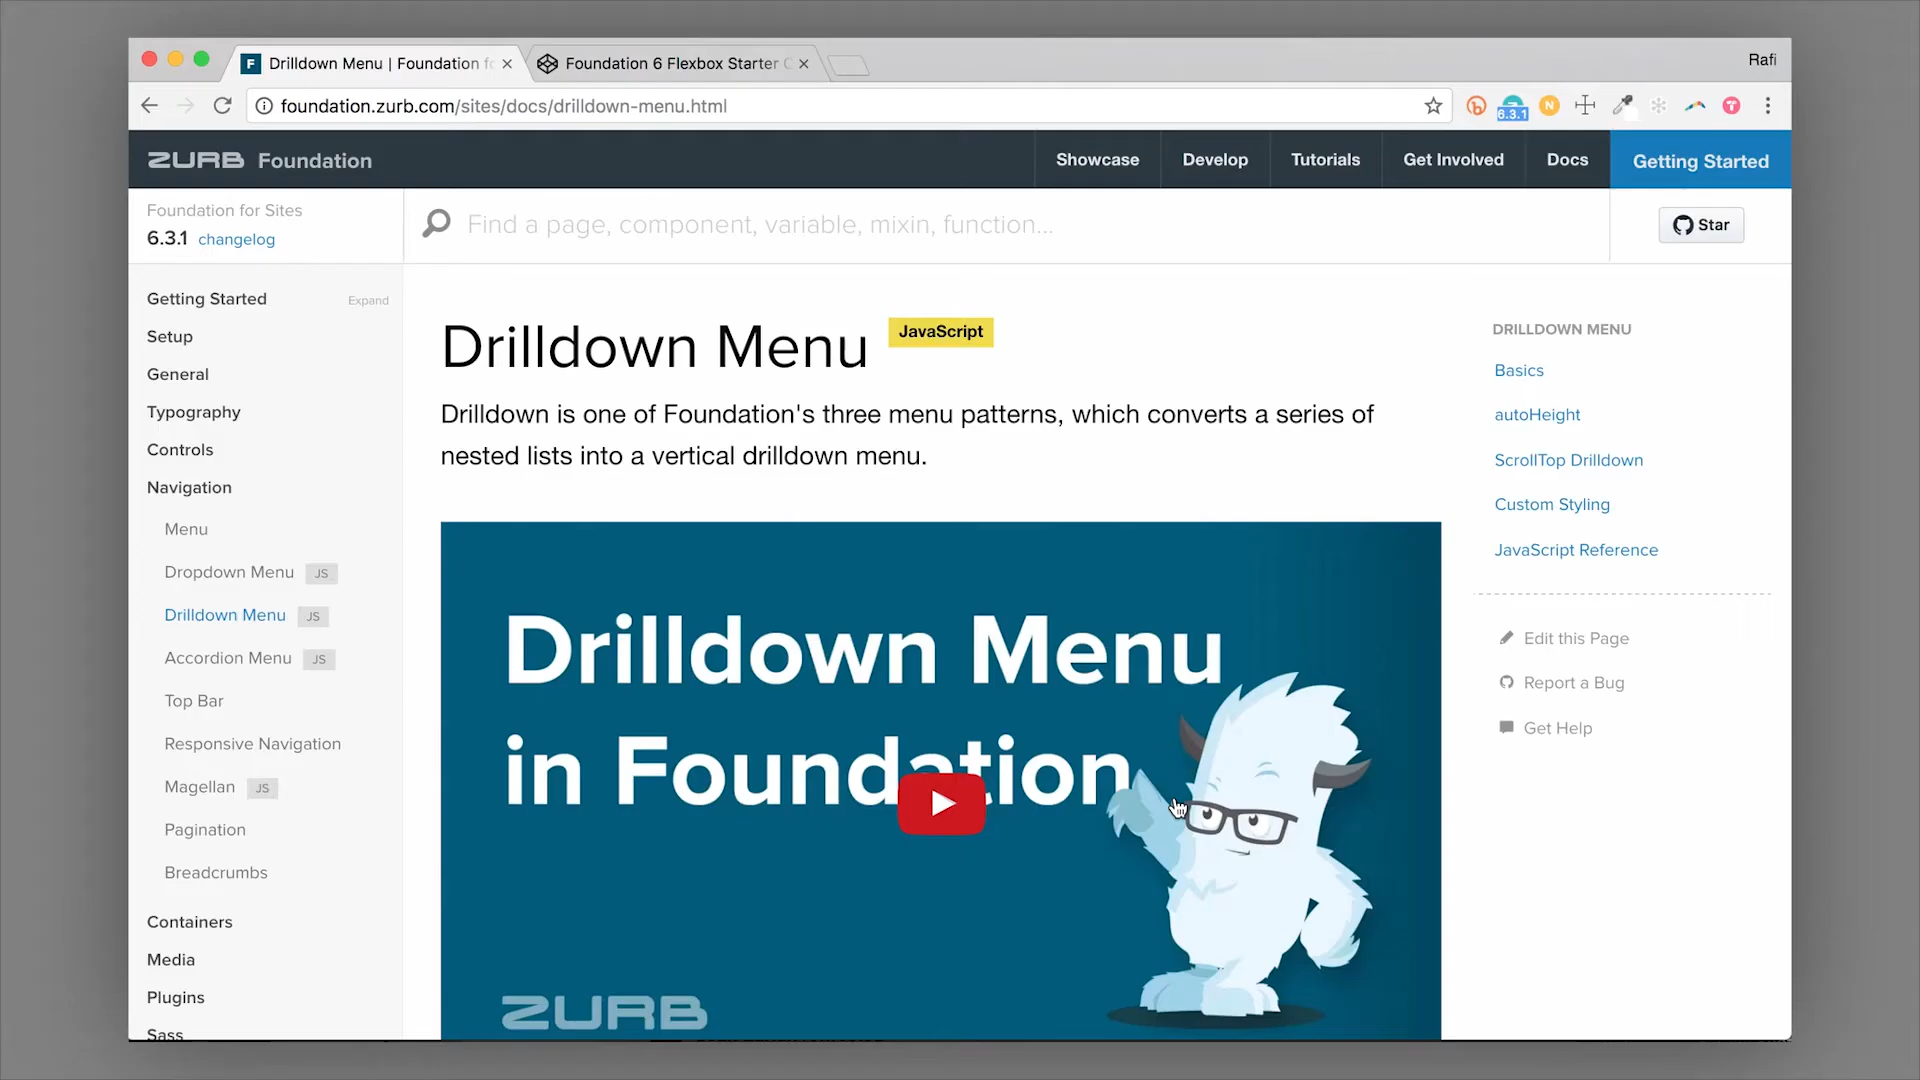 Drilldown Menu | Foundation f
Foundation 6 Flexbox Starter
Rafi
foundation.zurb.com/sites/docs/drilldown-menu.html
6.3.1
N
T
ZURB Foundation
Showcase
Develop
Tutorials
Get Involved
Docs
Getting Started
Foundation for Sites
6.3.1 changelog
Find a page, component, variable, mixin, function...
Star
Getting Started
Expand
Setup
General
Typography
Controls
Navigation
Menu
Dropdown Menu JS
Drilldown Menu JS
Accordion Menu JS
Top Bar
Responsive Navigation
Magellan JS
Pagination
Breadcrumbs
Containers
Media
Plugins
Sass
Drilldown Menu
JavaScript
Drilldown is one of Foundation's three menu patterns, which converts a series of
nested lists into a vertical drilldown menu.
Drilldown Menu
in Foundation
ZURB
DRILLDOWN MENU
Basics
autoHeight
ScrollTop Drilldown
Custom Styling
JavaScript Reference
Edit this Page
Report a Bug
Get Help